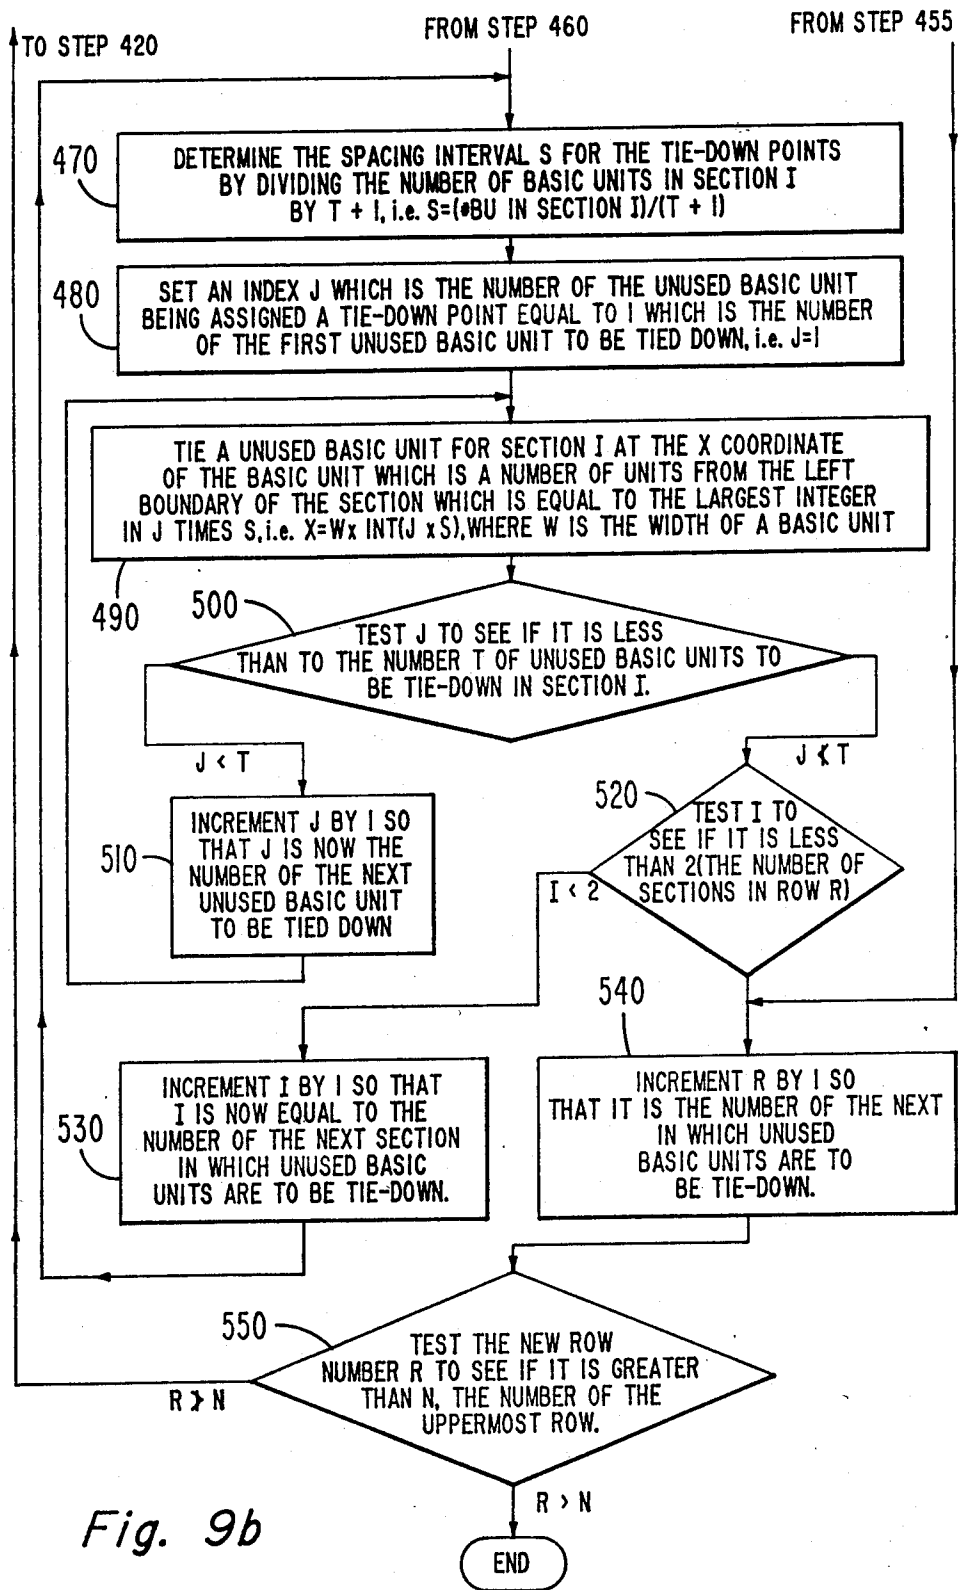 TO STEP 420
FROM STEP 460
FROM STEP 455
470
DETERMINE THE SPACING INTERVAL S FOR THE TIE-DOWN POINTS
BY DIVIDING THE NUMBER OF BASIC UNITS IN SECTION I
BY T + 1, i.e. S=(#BU IN SECTION I)/(T + 1)
480
SET AN INDEX J WHICH IS THE NUMBER OF THE UNUSED BASIC UNIT
BEING ASSIGNED A TIE-DOWN POINT EQUAL TO 1 WHICH IS THE NUMBER
OF THE FIRST UNUSED BASIC UNIT TO BE TIED DOWN, i.e. J=1
TIE A UNUSED BASIC UNIT FOR SECTION I AT THE X COORDINATE
OF THE BASIC UNIT WHICH IS A NUMBER OF UNITS FROM THE LEFT
BOUNDARY OF THE SECTION WHICH IS EQUAL TO THE LARGEST INTEGER
IN J TIMES S, i.e. X=W x INT(J x S), WHERE W IS THE WIDTH OF A BASIC UNIT
490
500
TEST J TO SEE IF IT IS LESS
THAN TO THE NUMBER T OF UNUSED BASIC UNITS TO
BE TIE-DOWN IN SECTION I.
J < T
J ≮ T
510
INCREMENT J BY 1 SO
THAT J IS NOW THE
NUMBER OF THE NEXT
UNUSED BASIC UNIT
TO BE TIED DOWN
520
TEST I TO
SEE IF IT IS LESS
THAN 2(THE NUMBER OF
SECTIONS IN ROW R)
I < 2
530
INCREMENT I BY 1 SO THAT
I IS NOW EQUAL TO THE
NUMBER OF THE NEXT SECTION
IN WHICH UNUSED BASIC
UNITS ARE TO BE TIE-DOWN.
540
INCREMENT R BY 1 SO
THAT IT IS THE NUMBER OF THE NEXT
IN WHICH UNUSED
BASIC UNITS ARE TO
BE TIE-DOWN.
550
TEST THE NEW ROW
NUMBER R TO SEE IF IT IS GREATER
THAN N, THE NUMBER OF THE
UPPERMOST ROW.
R ≯ N
R > N
END
Fig. 9b